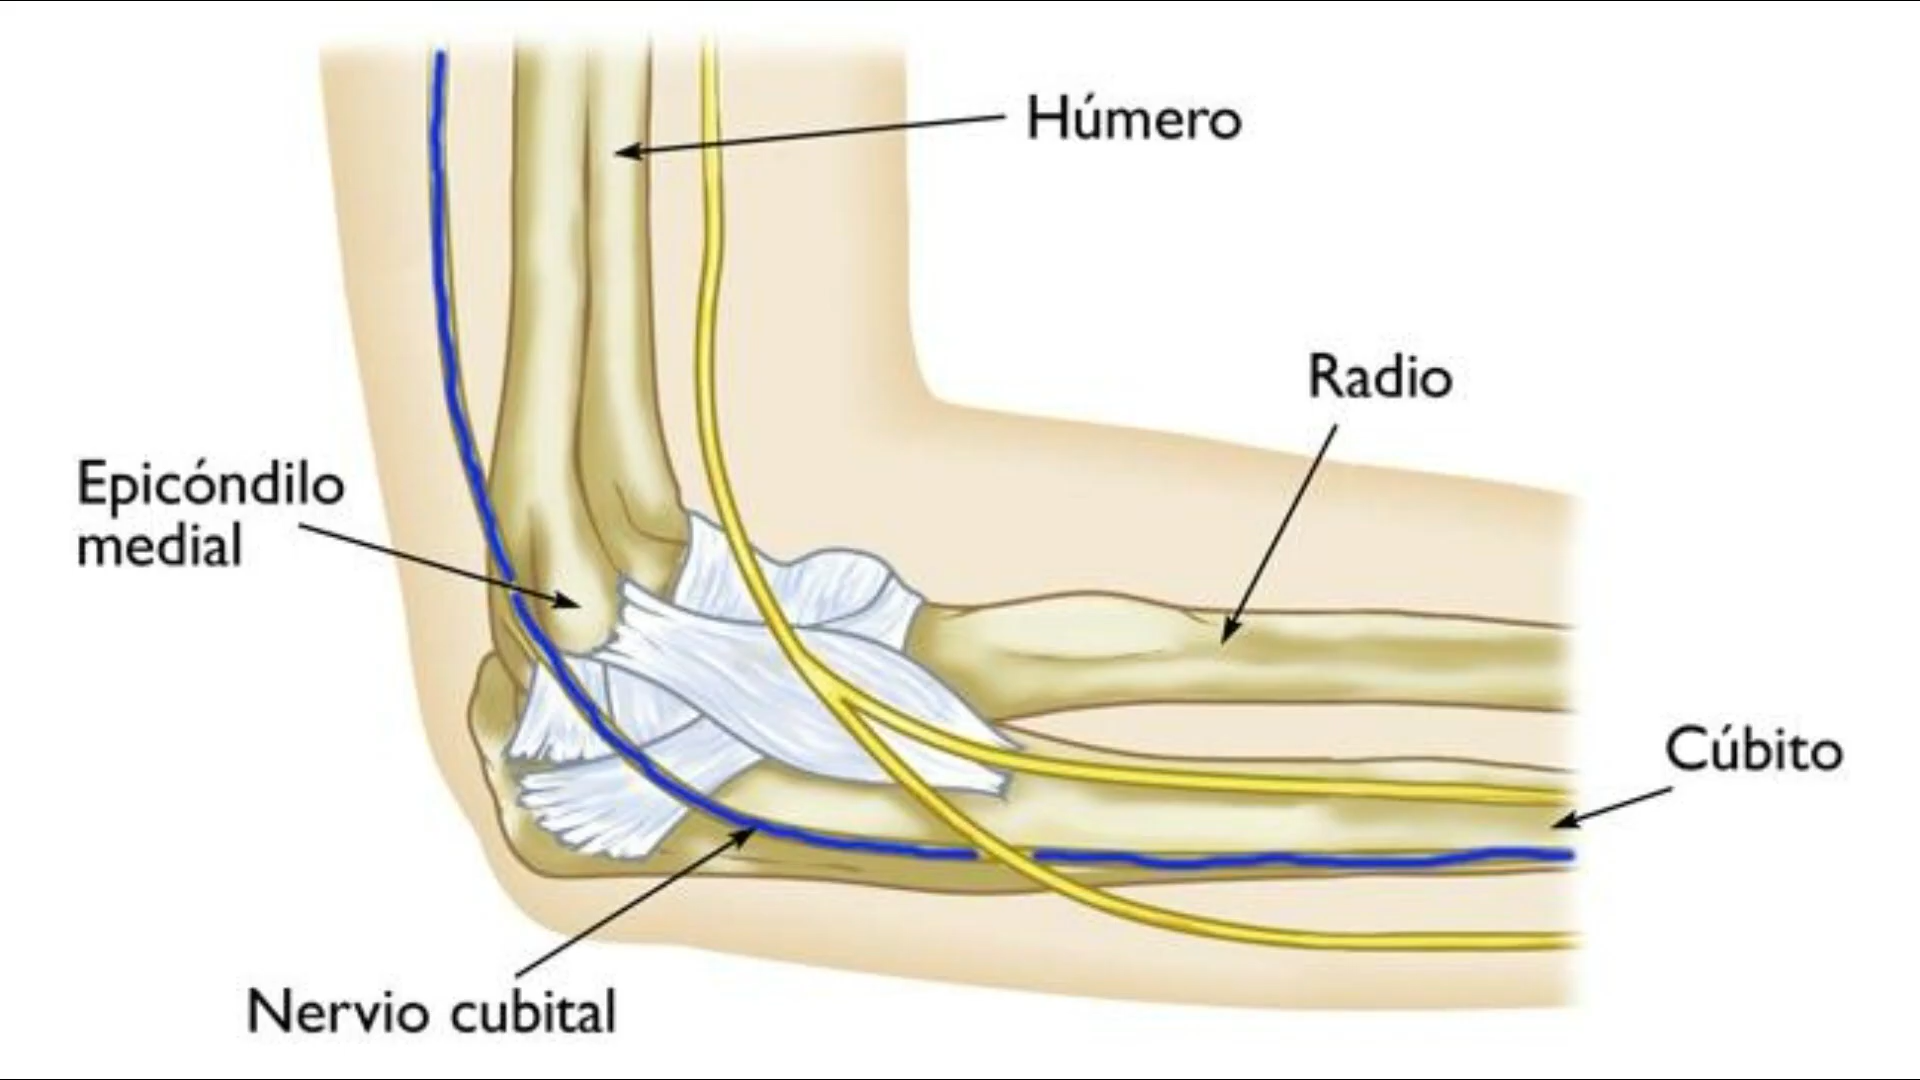 Húmero
Radio
Epicóndilo
medial
Cúbito
Nervio cubital